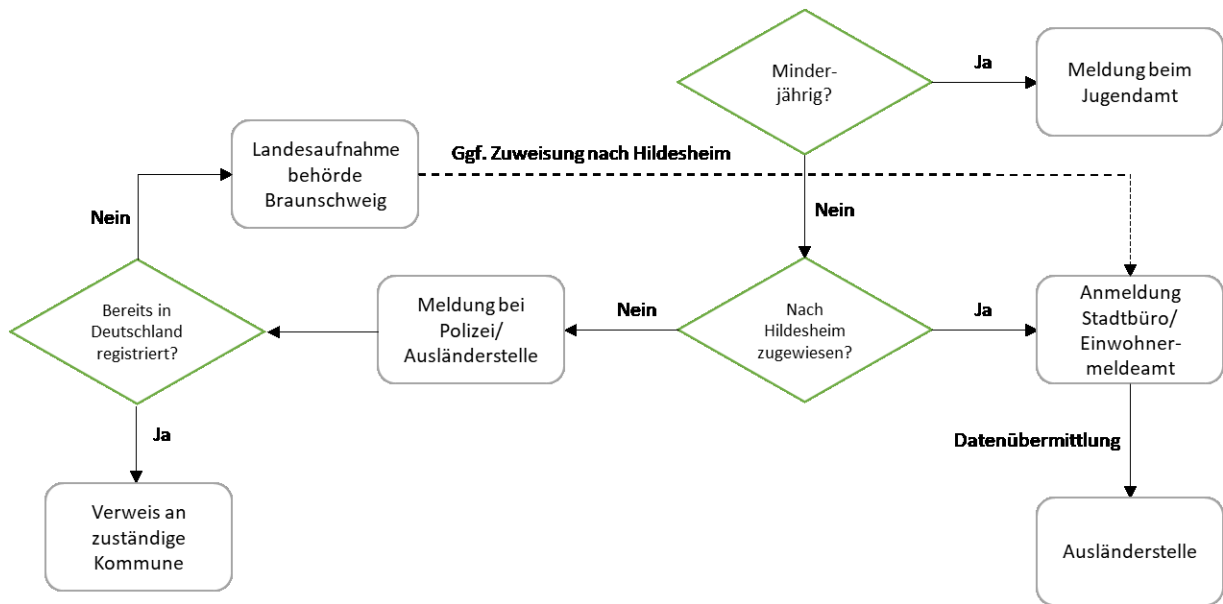 Minder-
jährig?
Ja
Meldung beim
Jugendamt
Landesaufnahme
behörde
Braunschweig
Ggf. Zuweisung nach Hildesheim
Nein
Nein
Bereits in
Deutschland
registriert?
Meldung bei
Polizei/
Ausländerstelle
Nein
Nach
Hildesheim
zugewiesen?
Ja
Anmeldung
Stadtbüro/
Einwohner-
meldeamt
Ja
Datenübermittlung
Verweis an
zuständige
Kommune
Ausländerstelle